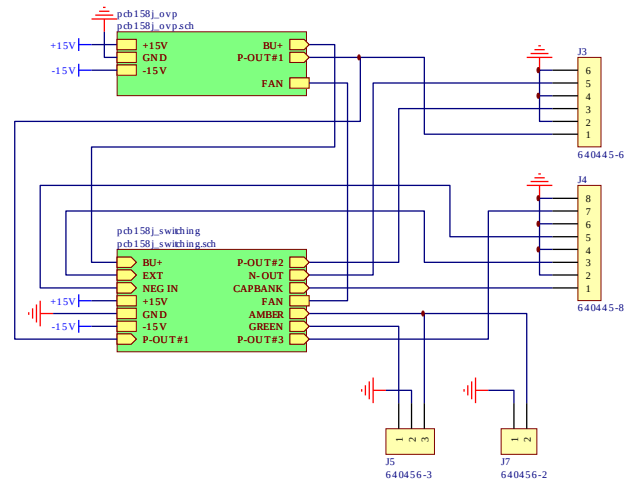 pcb158j_ovp
pcb158j_ovp.sch
+15V
+15V
BU+
GND
P-OUT#1
-15V
-15V
FAN
J3
6
5
4
3
2
1
640445-6
J4
8
7
6
5
4
3
2
1
640445-8
pcb158j_switching
pcb158j_switching.sch
BU+
P-OUT#2
EXT
N-OUT
NEG IN
CAPBANK
+15V
+15V
FAN
GND
AMBER
-15V
-15V
GREEN
P-OUT#1
P-OUT#3
1
2
3
J5
640456-3
1
2
J7
640456-2